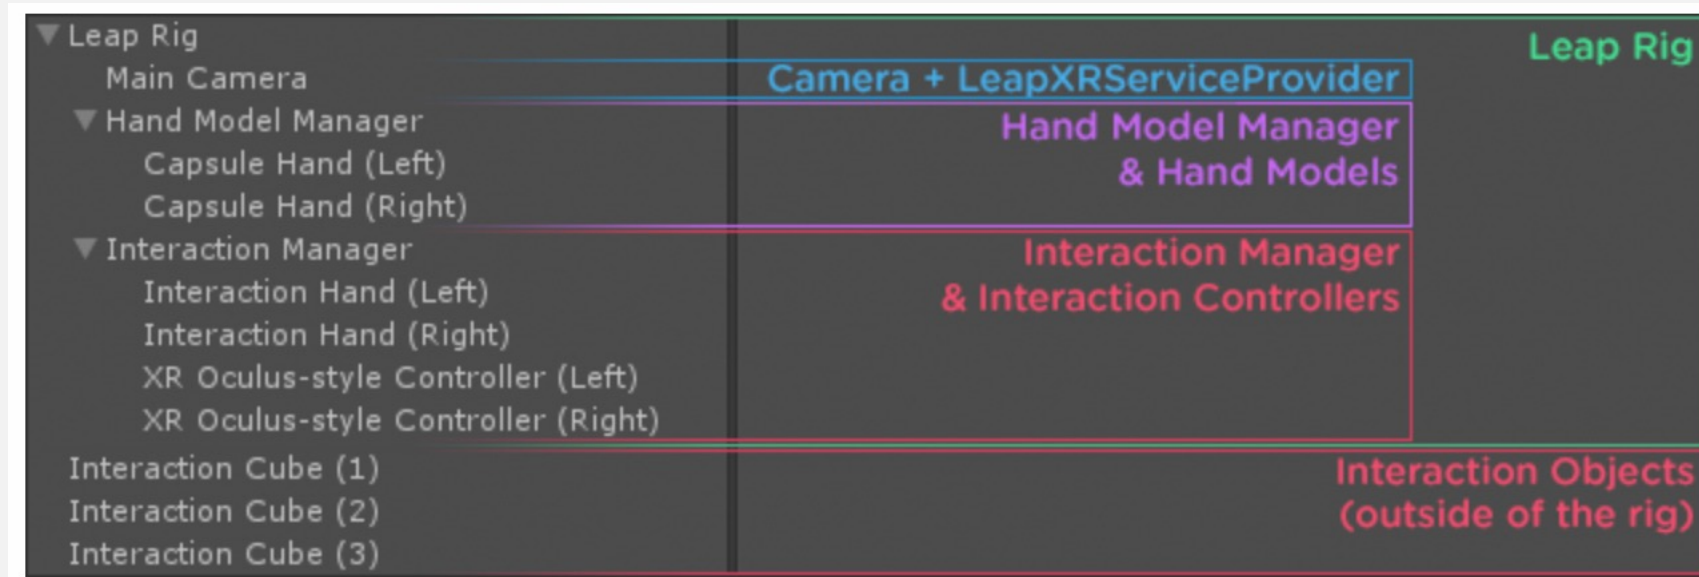 Leap Rig
Leap Rig
Main Camera
Camera + LeapXRServiceProvider
Hand Model Manager
Hand Model Manager
Capsule Hand (Left)
& Hand Models
Capsule Hand (Right)
Interaction Manager
Interaction Manager
Interaction Hand (Left)
& Interaction Controllers
Interaction Hand (Right)
XR Oculus-style Controller (Left)
XR Oculus-style Controller (Right)
Interaction Cube (1)
Interaction Objects
Interaction Cube (2)
(outside of the rig)
Interaction Cube (3)